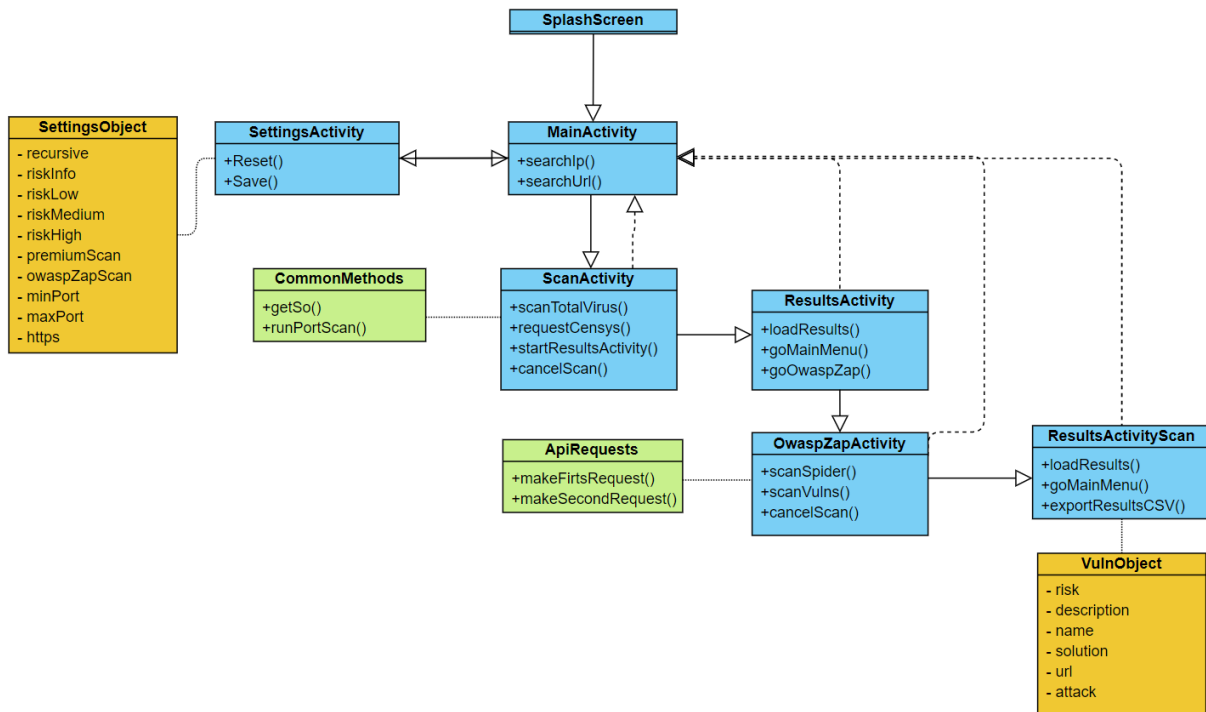 SplashScreen
SettingsObject
- recursive
- riskInfo
- riskLow
- riskMedium
- riskHigh
- premiumScan
- owaspZapScan
- minPort
- maxPort
- https
SettingsActivity
+Reset()
+Save()
MainActivity
+searchIp()
+searchUrl()
CommonMethods
+getSo()
+runPortScan()
ScanActivity
+scanTotalVirus()
+requestCensys()
+startResultsActivity()
+cancelScan()
ResultsActivity
+loadResults()
+goMainMenu()
+goOwaspZap()
ApiRequests
+makeFirtsRequest()
+makeSecondRequest()
OwaspZapActivity
+scanSpider()
+scanVulns()
+cancelScan()
ResultsActivityScan
+loadResults()
+goMainMenu()
+exportResultsCSV()
VulnObject
- risk
- description
- name
- solution
- url
- attack